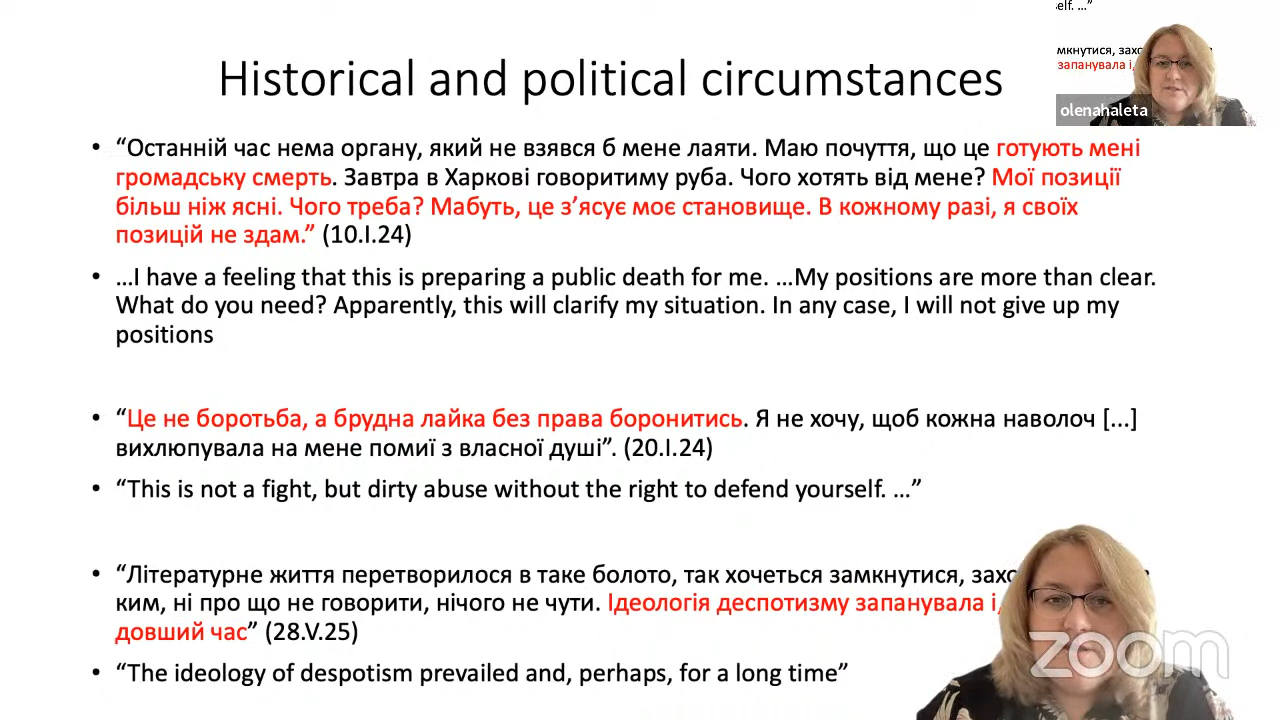 elf. …”
Historical and political circumstances
мкнутися,
запанувала і,
olenahaleta
• “Останній час нема органу, який не взявся б мене лаяти. Маю почуття, що це готують мені
громадську смерть. Завтра в Харкові говоритиму руба. Чого хотять від мене? Мої позиції
більш ніж ясні. Чого треба? Мабуть, це з’ясує моє становище. В кожному разі, я своїх
позицій не здам.” (10.I.24)
• …I have a feeling that this is preparing a public death for me. …My positions are more than clear.
What do you need? Apparently, this will clarify my situation. In any case, I will not give up my
positions
• “Це не боротьба, а брудна лайка без права боронитись. Я не хочу, щоб кожна наволоч [...]
вихлюпувала на мене помиї з власної душі”. (20.I.24)
• “This is not a fight, but dirty abuse without the right to defend yourself. …”
• “Літературне життя перетворилося в таке болото, так хочеться замкнутися,
ким, ні про що не говорити, нічого не чути. Ідеологія деспотизму запанувала і,
довший час” (28.V.25)
zoom
• “The ideology of despotism prevailed and, perhaps, for a long time”